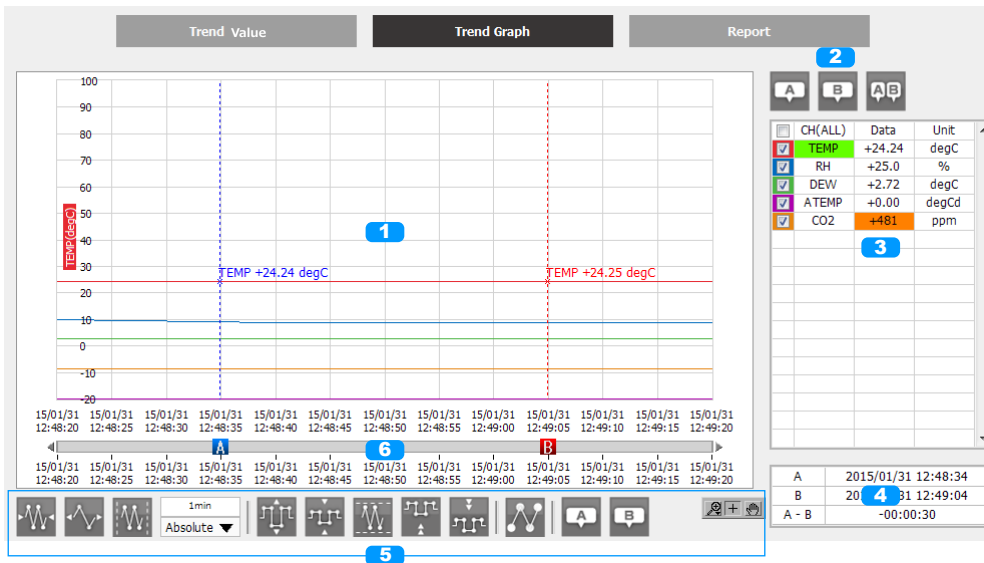 Trend Value Trend Graph Report
2
A B A B
CH(ALL) Data Unit
TEMP +24.24 degC
RH +25.0 %
DEW +2.72 degC
ATEMP +0.00 degCd
CO2 +481 ppm
3
100
90
80
70
60
50
40
30
20
10
0
-10
-20
TEMP(degC)
1
TEMP +24.24 degC TEMP +24.25 degC
15/01/31 15/01/31 15/01/31 15/01/31 15/01/31 15/01/31 15/01/31 15/01/31 15/01/31 15/01/31 15/01/31 15/01/31 15/01/31
12:48:20 12:48:25 12:48:30 12:48:35 12:48:40 12:48:45 12:48:50 12:48:55 12:49:00 12:49:05 12:49:10 12:49:15 12:49:20
A 6 B
15/01/31 15/01/31 15/01/31 15/01/31 15/01/31 15/01/31 15/01/31 15/01/31 15/01/31 15/01/31 15/01/31 15/01/31 15/01/31
12:48:20 12:48:25 12:48:30 12:48:35 12:48:40 12:48:45 12:48:50 12:48:55 12:49:00 12:49:05 12:49:10 12:49:15 12:49:20
A 2015/01/31 12:48:34
B 20 4 31 12:49:04
A - B -00:00:30
1min
Absolute
A B
5